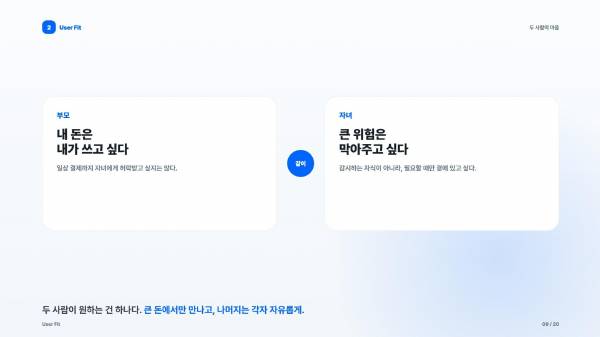 2 User Fit
두 사람의 마음
부모
내 돈은
내가 쓰고 싶다
일상 결제까지 자녀에게 허락받고 싶지는 않다.
같이
자녀
큰 위험은
막아주고 싶다
감시하는 자식이 아니라, 필요할 때만 곁에 있고 싶다.
두 사람이 원하는 건 하나다. 큰 돈에서만 만나고, 나머지는 각자 자유롭게.
User Fit
09 / 20